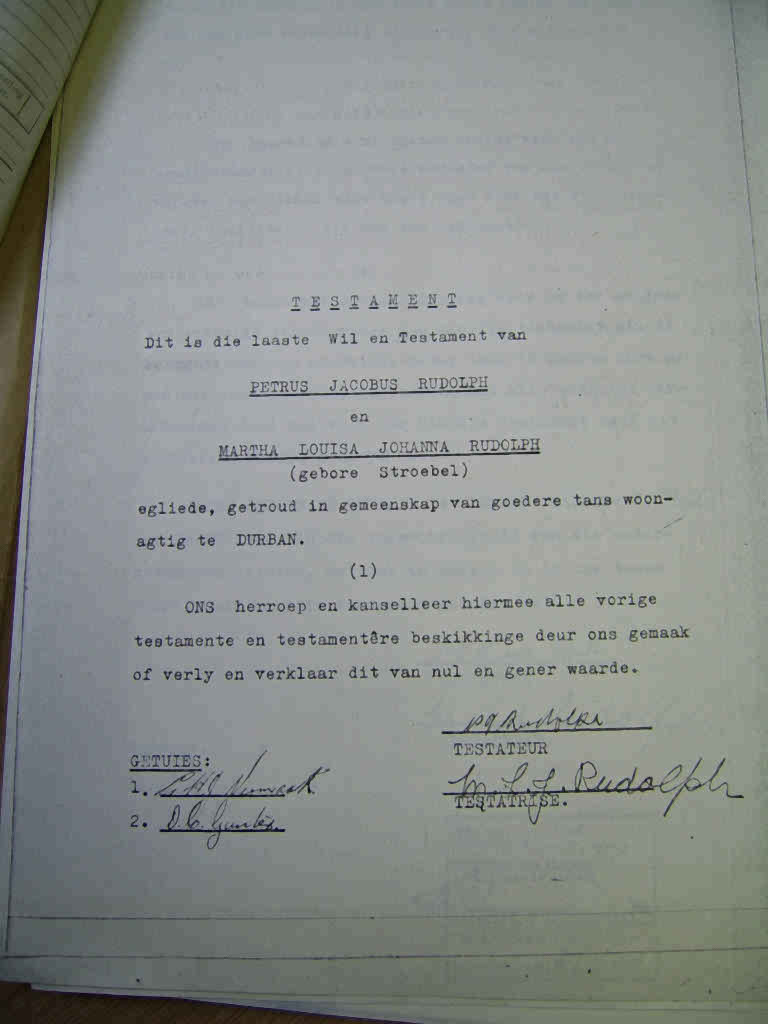 TESTAMENT
Dit is die laaste Wil en Testament van
PETRUS JACOBUS RUDOLPH
en
MARTHA LOUISA JOHANNA RUDOLPH
(gebore Stroebel)
egliede, getroud in gemeenskap van goedere tans woon-
agtig te DURBAN.
(1)
ONS herroep en kanselleer hiermee alle vorige
testamente en testamentêre beskikkinge deur ons gemaak
of verly en verklaar dit van nul en gener waarde.
PJ Rudolph
TESTATEUR
GETUIES:
M. L. J. Rudolph
TESTATRISE.
1.
2. D. C.